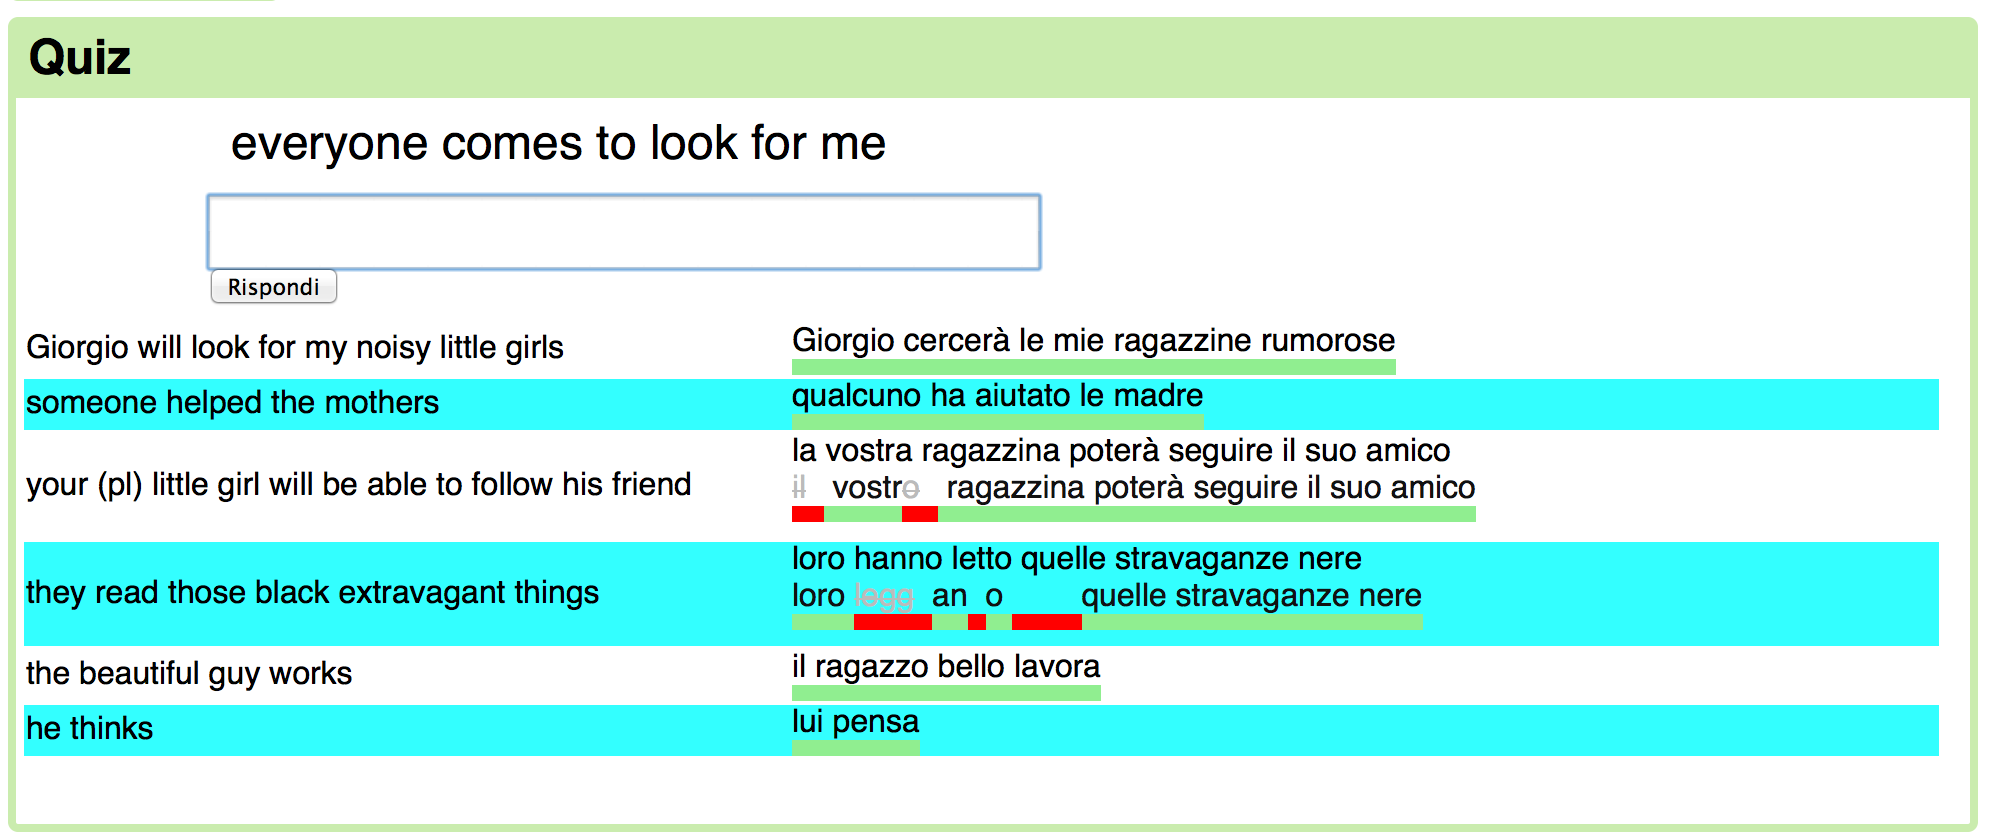 Quiz
everyone comes to look for me
Rispondi
Giorgio will look for my noisy little girls
Giorgio cercerà le mie ragazzine rumorose
someone helped the mothers
qualcuno ha aiutato le madre
your (pl) little girl will be able to follow his friend
la vostra ragazzina poterà seguire il suo amico
il vostro ragazzina poterà seguire il suo amico
they read those black extravagant things
loro hanno letto quelle stravaganze nere
loro legg an o quelle stravaganze nere
the beautiful guy works
il ragazzo bello lavora
he thinks
lui pensa